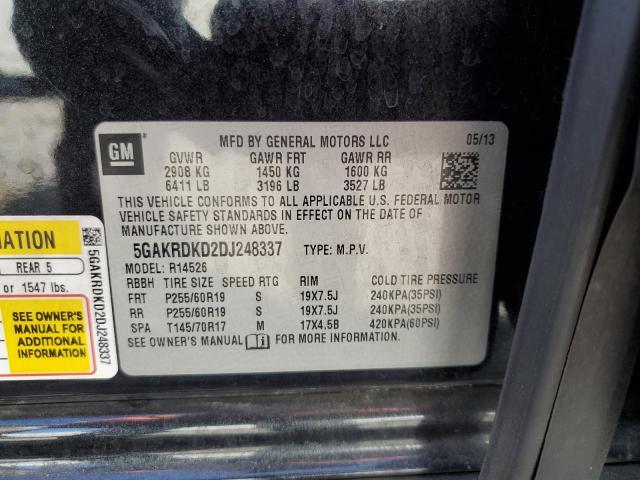 GM
MFD BY GENERAL MOTORS LLC 05/13
GVWR GAWR FRT GAWR RR
2908 KG 1450 KG 1600 KG
6411 LB 3196 LB 3527 LB
THIS VEHICLE CONFORMS TO ALL APPLICABLE U.S. FEDERAL MOTOR
VEHICLE SAFETY STANDARDS IN EFFECT ON THE DATE OF
MANUFACTURE SHOWN ABOVE.
5GAKRDKD2DJ248337 TYPE: M.P.V.
MODEL: R14526
RBBH TIRE SIZE SPEED RTG RIM COLD TIRE PRESSURE
FRT P255/60R19 S 19X7.5J 240KPA(35PSI)
RR P255/60R19 S 19X7.5J 240KPA(35PSI)
SPA T145/70R17 M 17X4.5B 420KPA(60PSI)
SEE OWNER'S MANUAL FOR MORE INFORMATION.
MATION
REAR 5
or 1547 lbs.
SEE OWNER'S
MANUAL FOR
ADDITIONAL
INFORMATION
5GAKRDKD2DJ248337